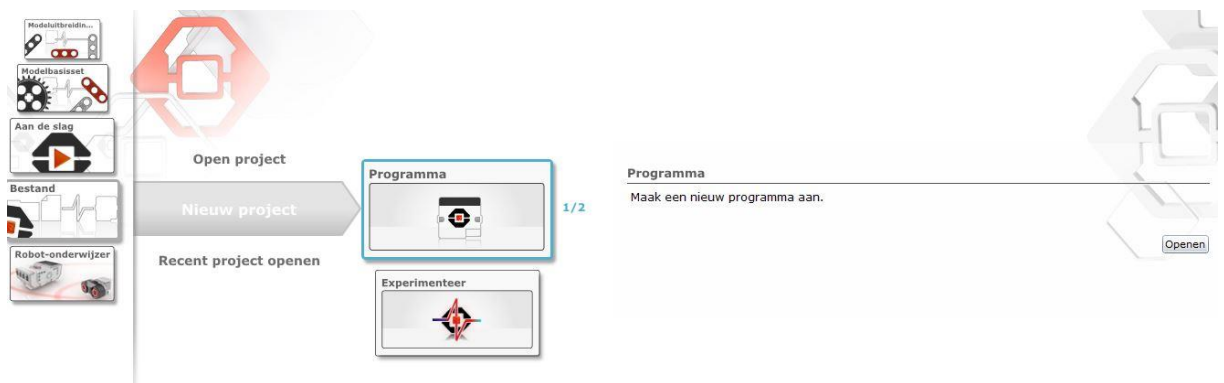 Modeluitbreidin...
Modelbasisset
Aan de slag
Bestand
Robot-onderwijzer
Open project
Nieuw project
Recent project openen
Programma
1/2
Experimenteer
Programma
Maak een nieuw programma aan.
Openen